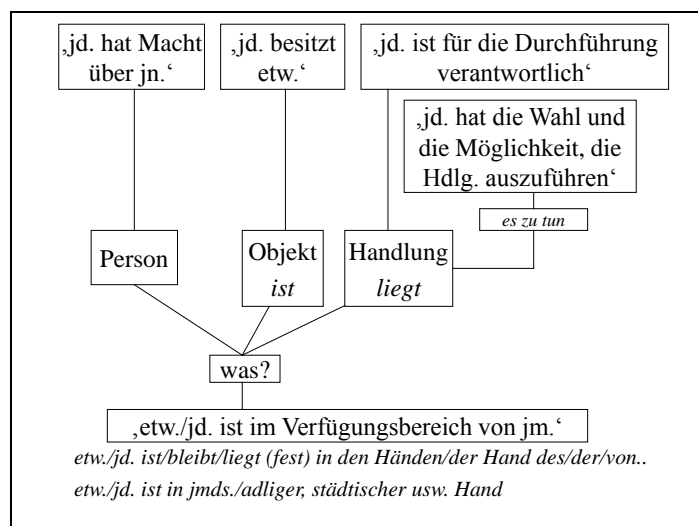 ‚jd. hat Macht
über jn.‘
‚jd. besitzt
etw.‘
‚jd. ist für die Durchführung
verantwortlich‘
‚jd. hat die Wahl und
die Möglichkeit, die
Hdlg. auszuführen‘
es zu tun
Person
Objekt
ist
Handlung
liegt
was?
‚etw./jd. ist im Verfügungsbereich von jm.‘
etw./jd. ist/bleibt/liegt (fest) in den Händen/der Hand des/der/von..
etw./jd. ist in jmds./adliger, städtischer usw. Hand